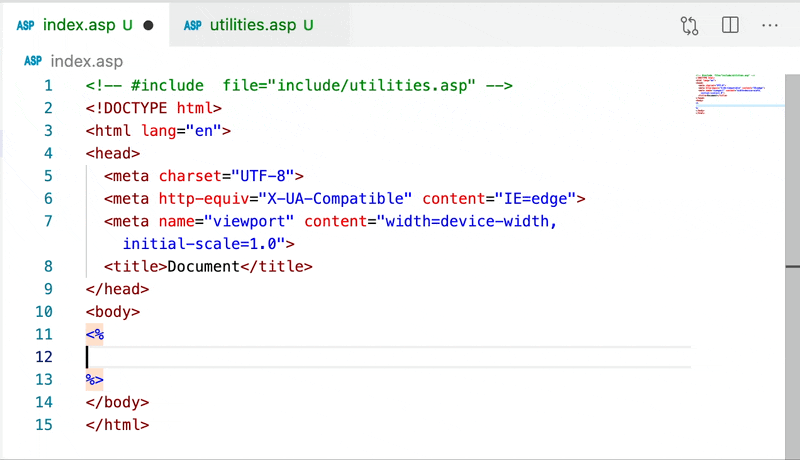 ASP index.asp U ● ASP utilities.asp U ...
ASP index.asp
1 <!-- #include  file="include/utilities.asp" -->
2 <!DOCTYPE html>
3 <html lang="en">
4 <head>
5 <meta charset="UTF-8">
6 <meta http-equiv="X-UA-Compatible" content="IE=edge">
7 <meta name="viewport" content="width=device-width,
initial-scale=1.0">
8 <title>Document</title>
9 </head>
10 <body>
11 <%
12
13 %>
14 </body>
15 </html>